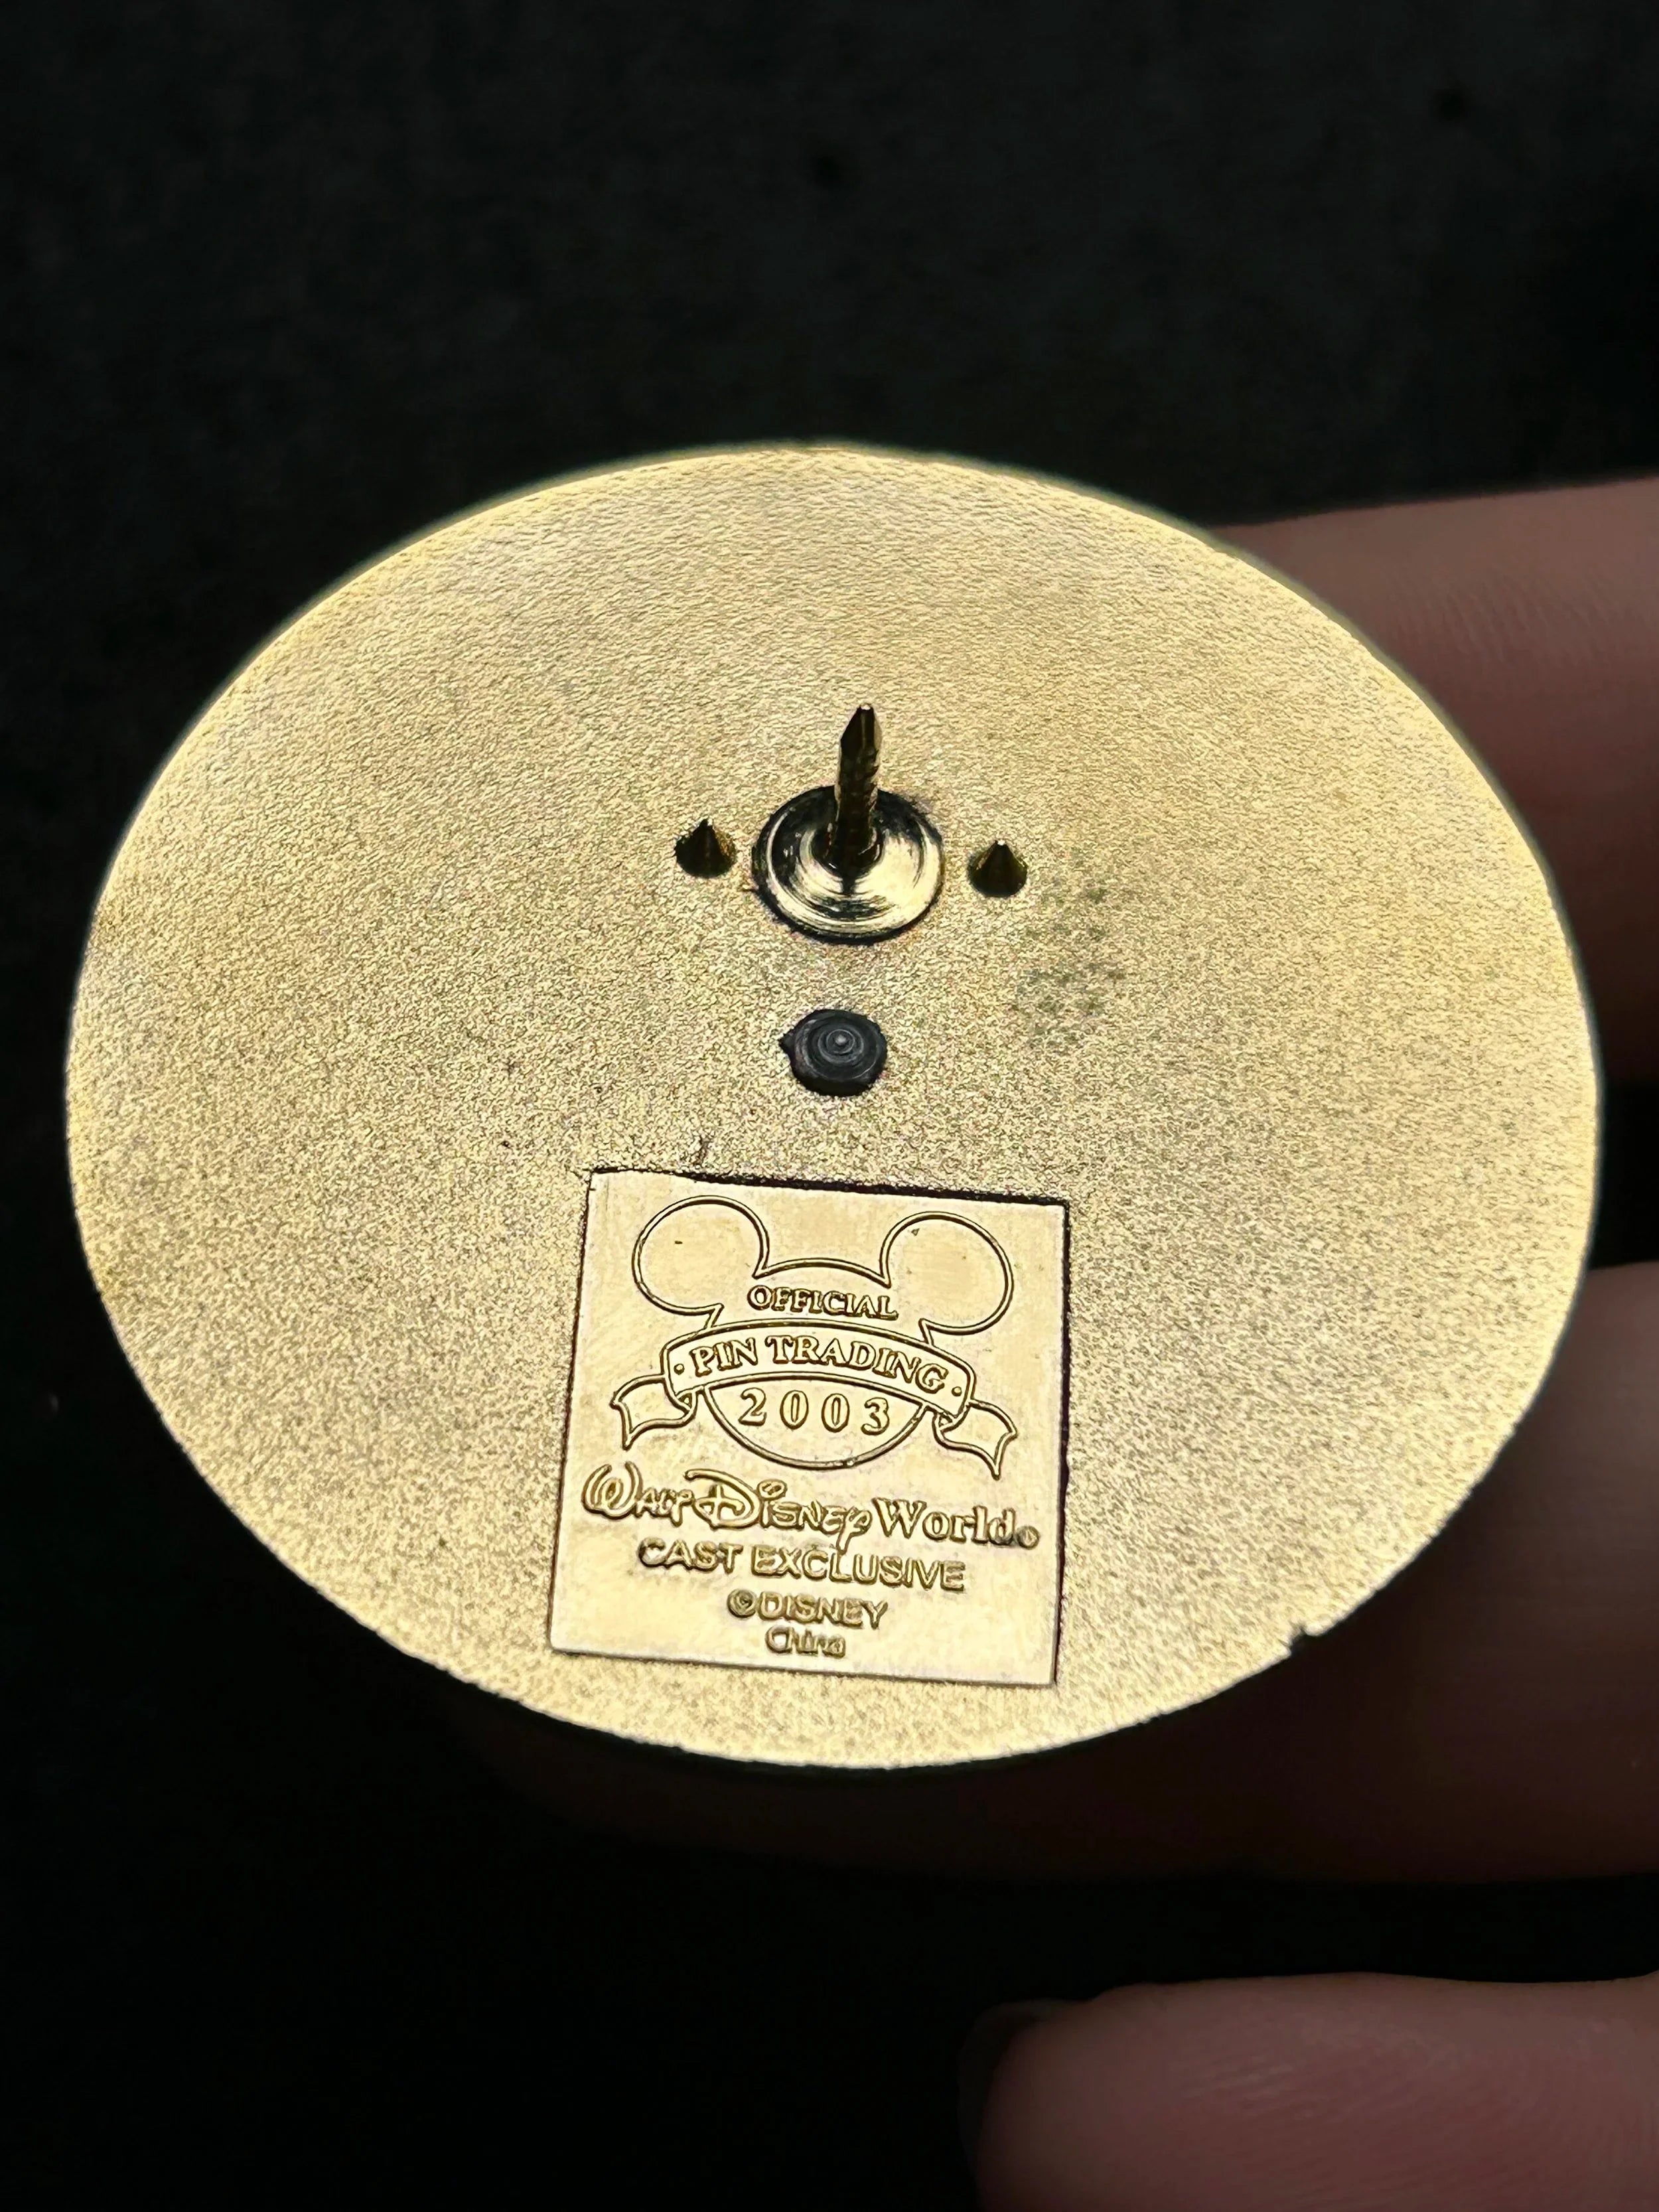 OFFICIAL
· PIN TRADING ·
2003
Walt Disney World®
CAST EXCLUSIVE
©DISNEY
China